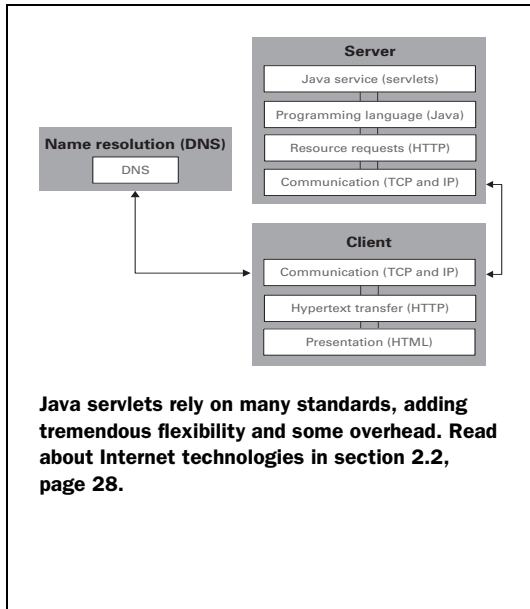 Server
Java service (servlets)
Programming language (Java)
Resource requests (HTTP)
Communication (TCP and IP)
Name resolution (DNS)
DNS
Client
Communication (TCP and IP)
Hypertext transfer (HTTP)
Presentation (HTML)
Java servlets rely on many standards, adding
tremendous flexibility and some overhead. Read
about Internet technologies in section 2.2,
page 28.